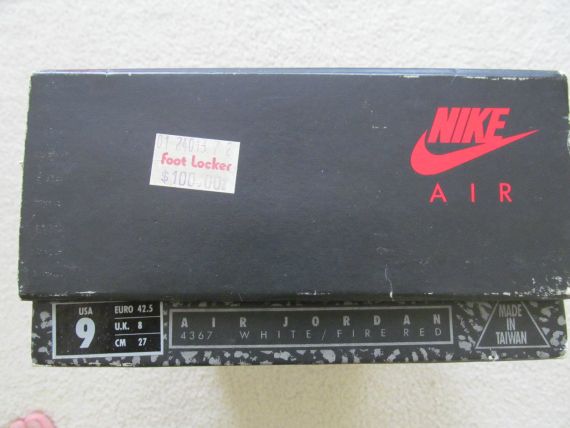 NIKE
AIR
Foot Locker
$100.00
USA
9
EURO 42.5
U.K. 8
CM 27
AIR JORDAN
4367 WHITE/FIRE RED
MADE
IN
TAIWAN